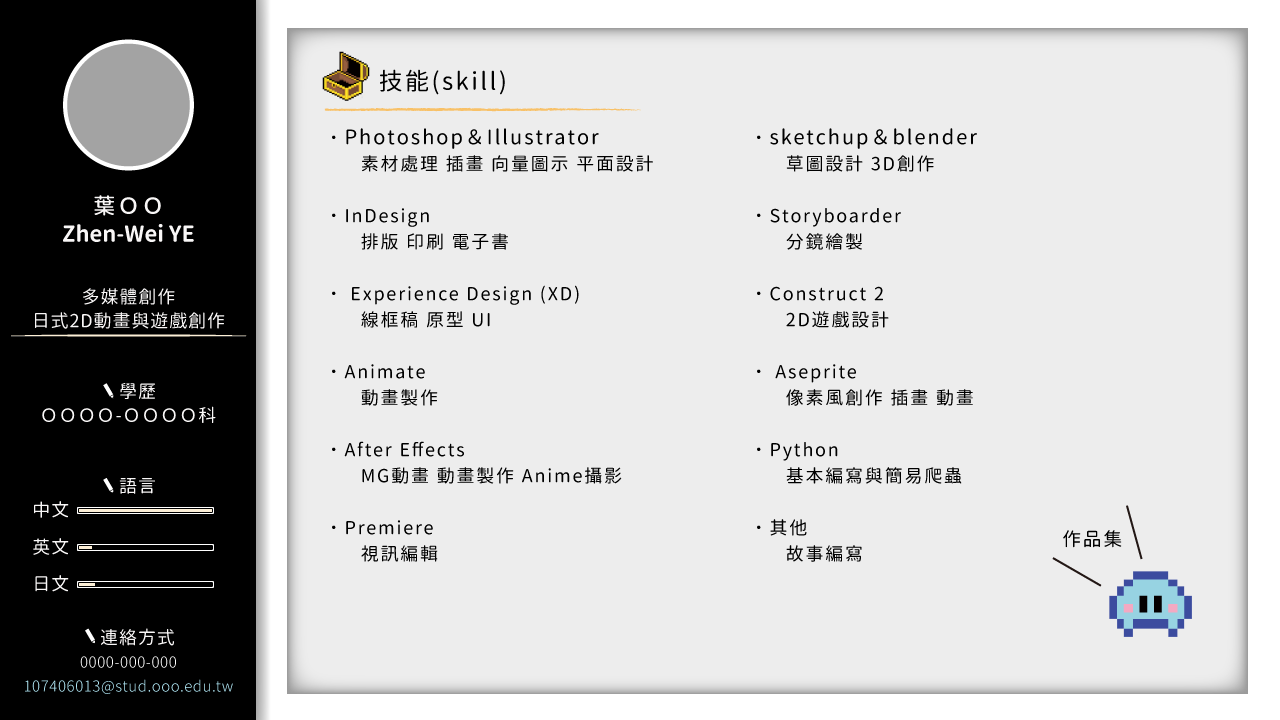 葉ＯＯ
Zhen-Wei YE
多媒體創作
日式2D動畫與遊戲創作
學歷
ＯＯＯＯ-ＯＯＯＯ科
語言
中文
英文
日文
連絡方式
0000-000-000
107406013@stud.ooo.edu.tw
技能(skill)
・Photoshop＆Illustrator
素材處理 插畫 向量圖示 平面設計
・InDesign
排版 印刷 電子書
・ Experience Design (XD)
線框稿 原型 UI
・Animate
動畫製作
・After Effects
MG動畫 動畫製作 Anime攝影
・Premiere
視訊編輯
・sketchup＆blender
草圖設計 3D創作
・Storyboarder
分鏡繪製
・Construct 2
2D遊戲設計
・ Aseprite
像素風創作 插畫 動畫
・Python
基本編寫與簡易爬蟲
・其他
故事編寫
作品集